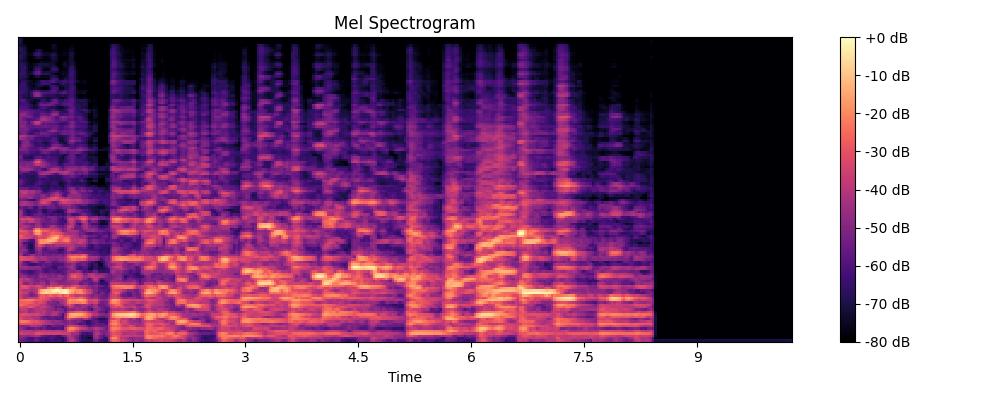 Mel Spectrogram
+0 dB
-10 dB
-20 dB
-30 dB
-40 dB
-50 dB
-60 dB
-70 dB
-80 dB
0 1.5 3 4.5 6 7.5 9
Time